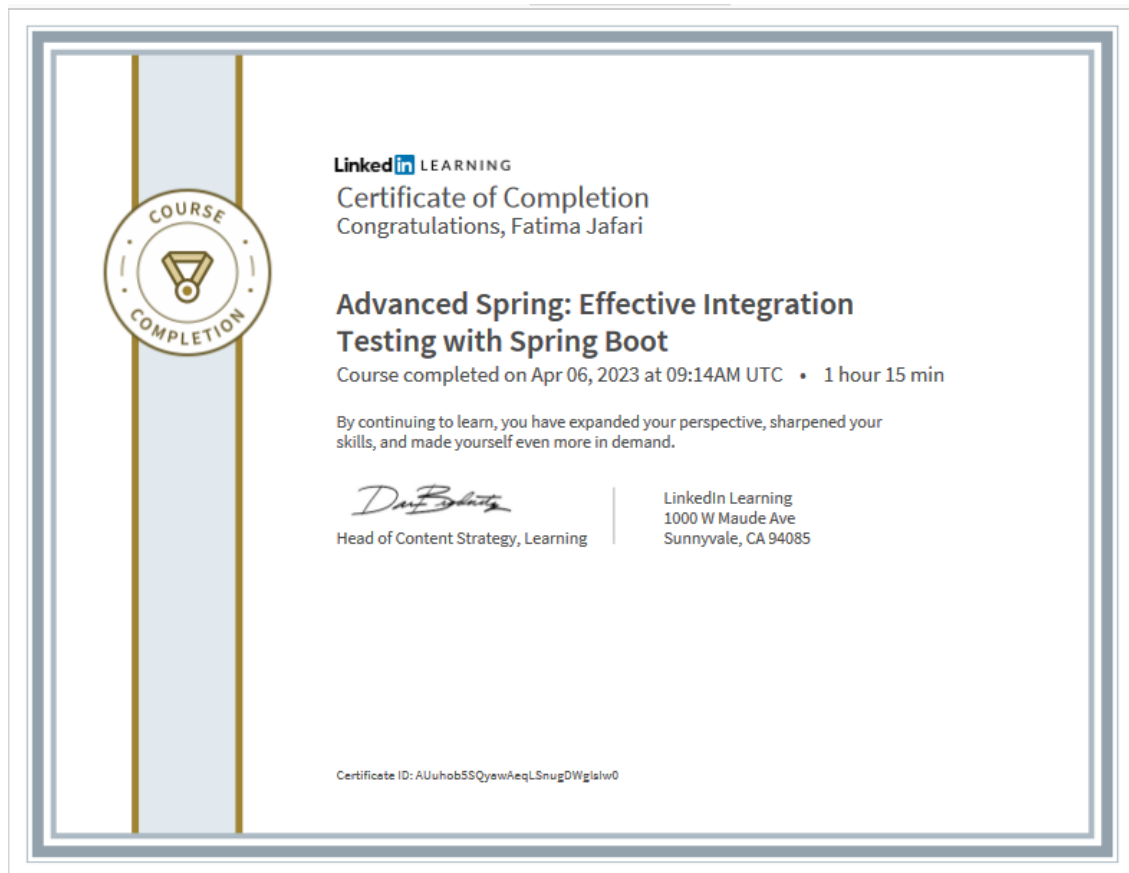 COURSE
COMPLETION
Linked in LEARNING
Certificate of Completion
Congratulations, Fatima Jafari
Advanced Spring: Effective Integration
Testing with Spring Boot
Course completed on Apr 06, 2023 at 09:14AM UTC • 1 hour 15 min
By continuing to learn, you have expanded your perspective, sharpened your
skills, and made yourself even more in demand.
Head of Content Strategy, Learning
LinkedIn Learning
1000 W Maude Ave
Sunnyvale, CA 94085
Certificate ID: AUuhob5SQyawAeqLSnugDWglsIw0